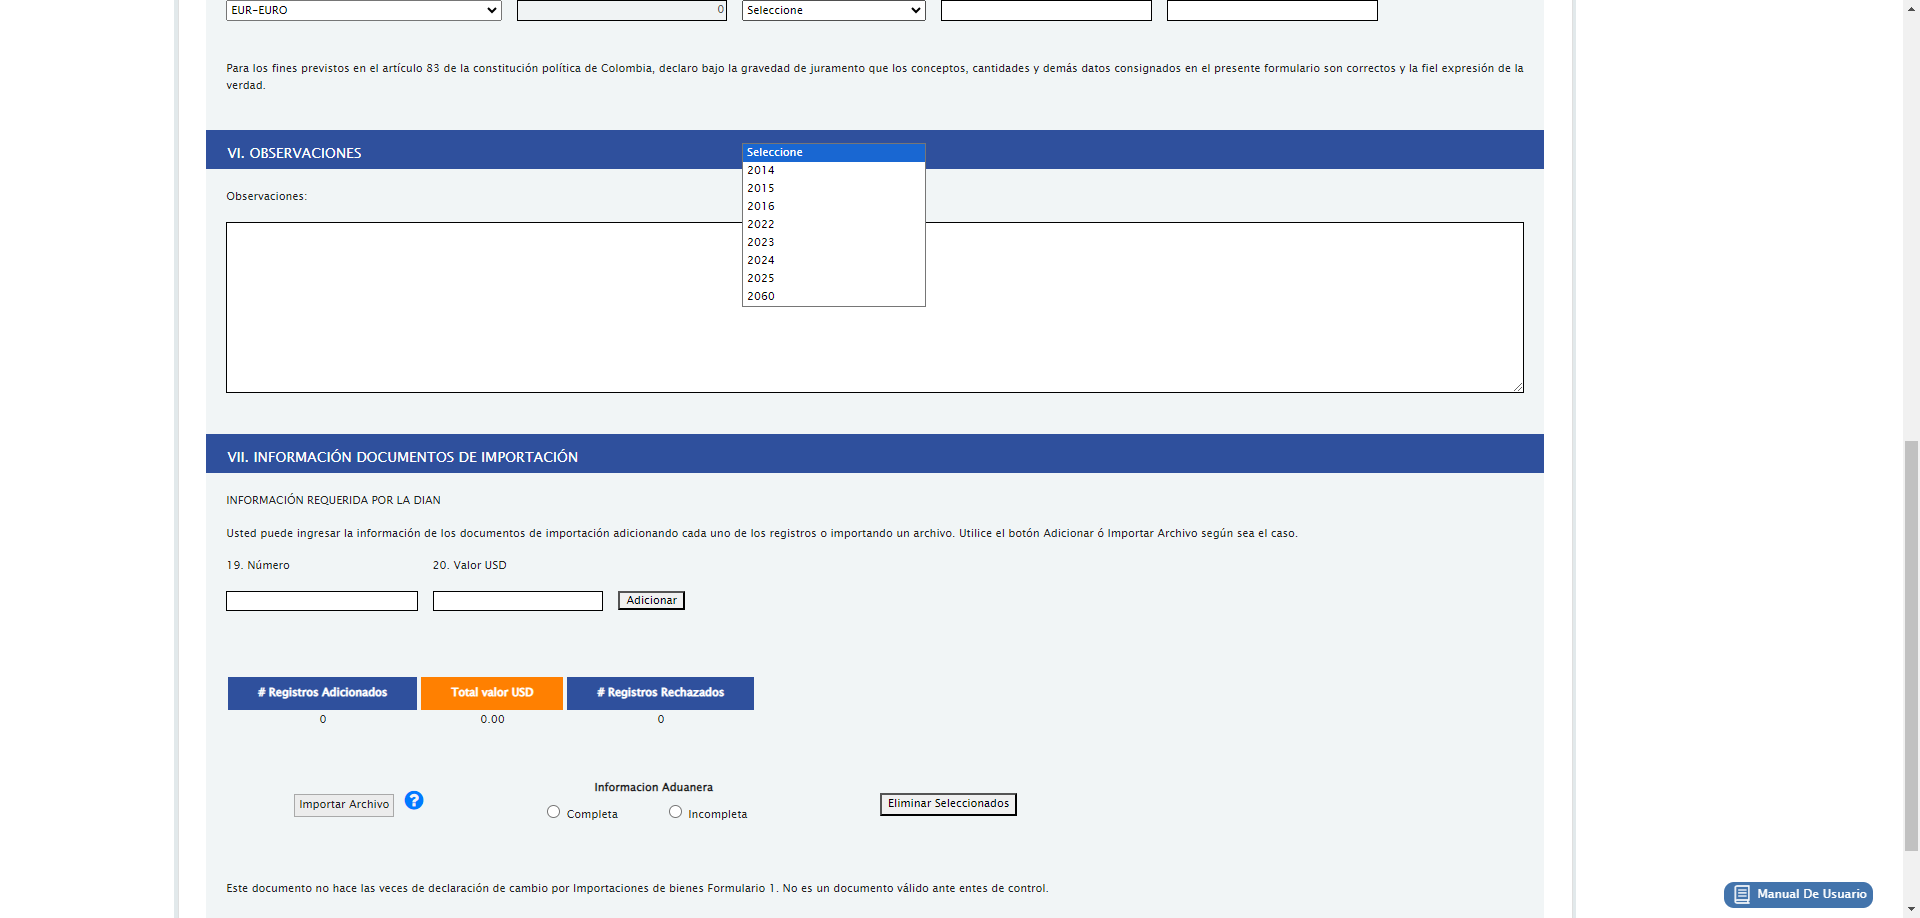 EUR-EURO 0 Seleccione
Para los fines previstos en el artículo 83 de la constitución política de Colombia, declaro bajo la gravedad de juramento que los conceptos, cantidades y demás datos consignados en el presente formulario son correctos y la fiel expresión de la
verdad.
VI. OBSERVACIONES
Seleccione
2014
2015
2016
2022
2023
2024
2025
2060
Observaciones:
VII. INFORMACIÓN DOCUMENTOS DE IMPORTACIÓN
INFORMACIÓN REQUERIDA POR LA DIAN
Usted puede ingresar la información de los documentos de importación adicionando cada uno de los registros o importando un archivo. Utilice el botón Adicionar ó Importar Archivo según sea el caso.
19. Número 20. Valor USD
Adicionar
# Registros Adicionados Total valor USD # Registros Rechazados
0 0.00 0
Informacion Aduanera
Importar Archivo ? Completa Incompleta Eliminar Seleccionados
Este documento no hace las veces de declaración de cambio por Importaciones de bienes Formulario 1. No es un documento válido ante entes de control.
Manual De Usuario